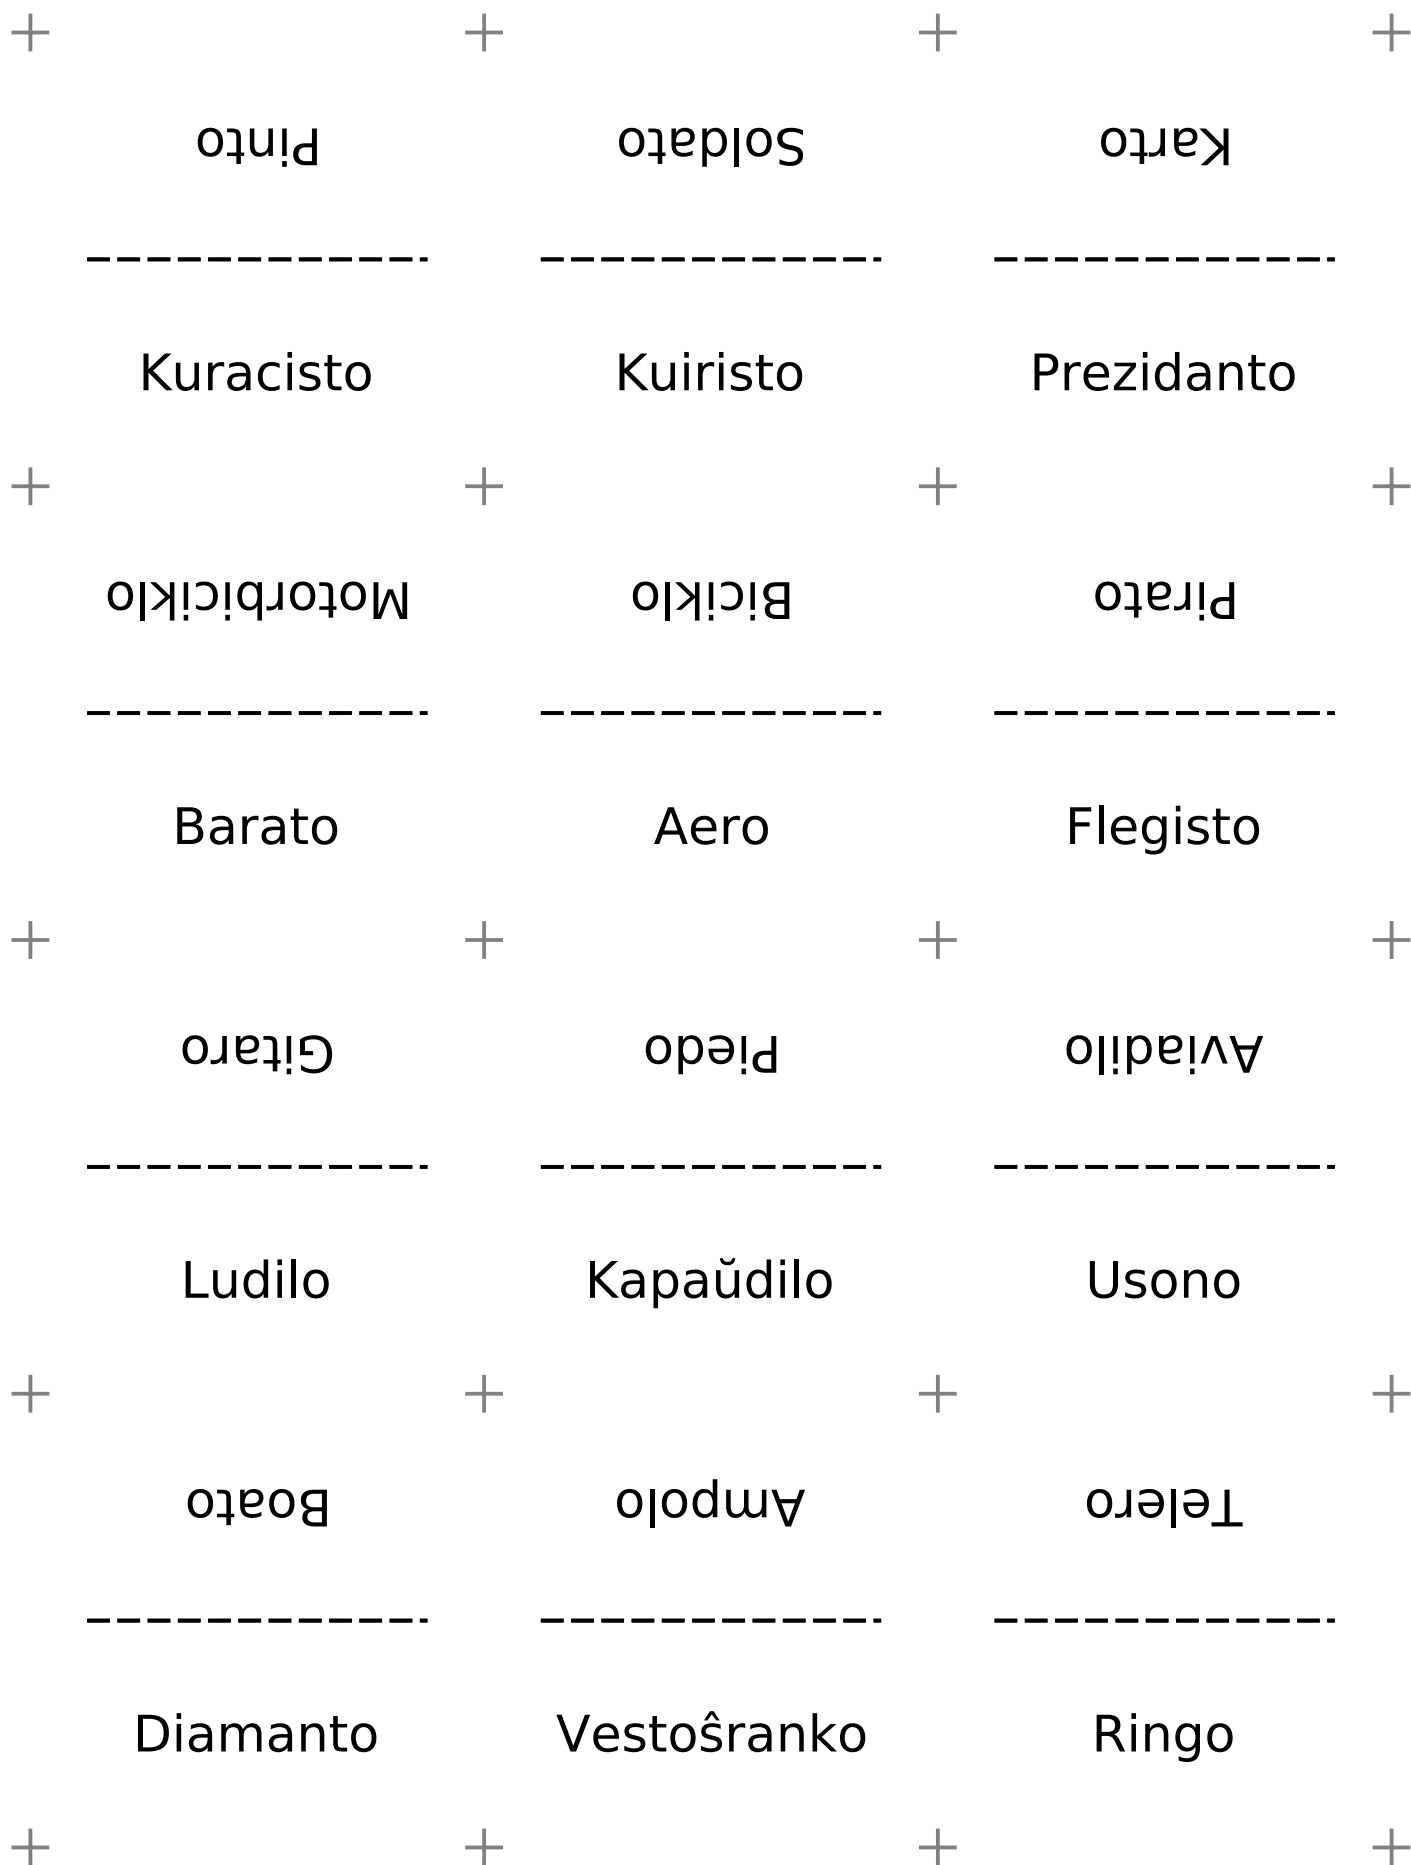 Pinto Soldato Karto
Kuracisto Kuiristo Prezidanto
Motorbiciklo Biciklo Pirato
Barato Aero Flegisto
Gitaro Piedo Aviadilo
Ludilo Kapaŭdilo Usono
Boato Ampolo Telero
Diamanto Vestoŝranko Ringo